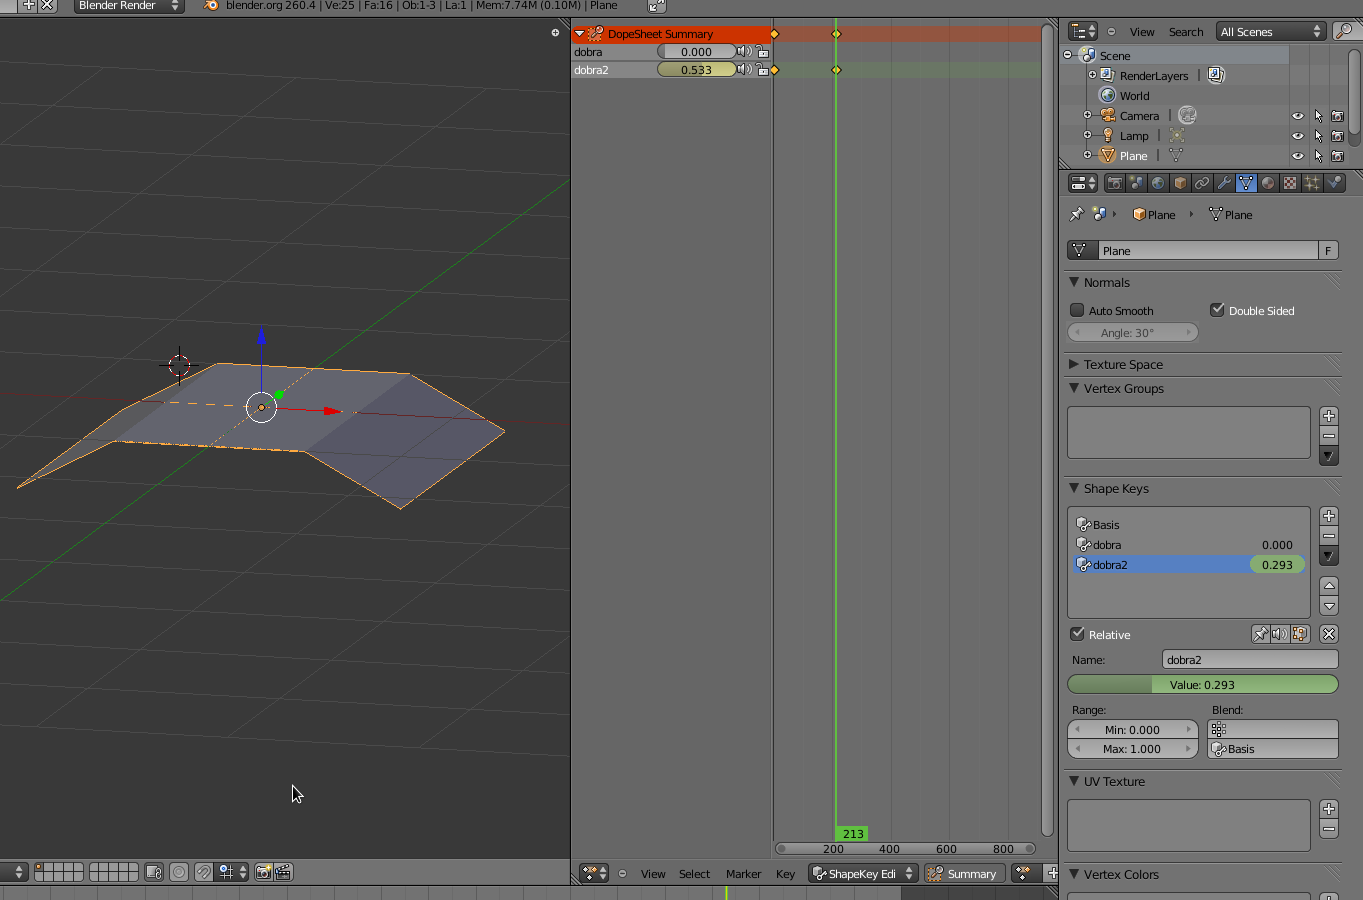 Blender Render
blender.org 260.4 | Ve:25 | Fa:16 | Ob:1-3 | La:1 | Mem:7.74M (0.10M) | Plane
DopeSheet Summary
dobra 0.000
dobra2 0.533
213
200 400 600 800
View Select Marker Key ShapeKey Edi Summary
View Search All Scenes
Scene
RenderLayers
World
Camera
Lamp
Plane
Plane Plane
Plane F
Normals
Auto Smooth Double Sided
Angle: 30°
Texture Space
Vertex Groups
Shape Keys
Basis
dobra 0.000
dobra2 0.293
Relative
Name: dobra2
Value: 0.293
Range: Blend:
Min: 0.000
Max: 1.000 Basis
UV Texture
Vertex Colors